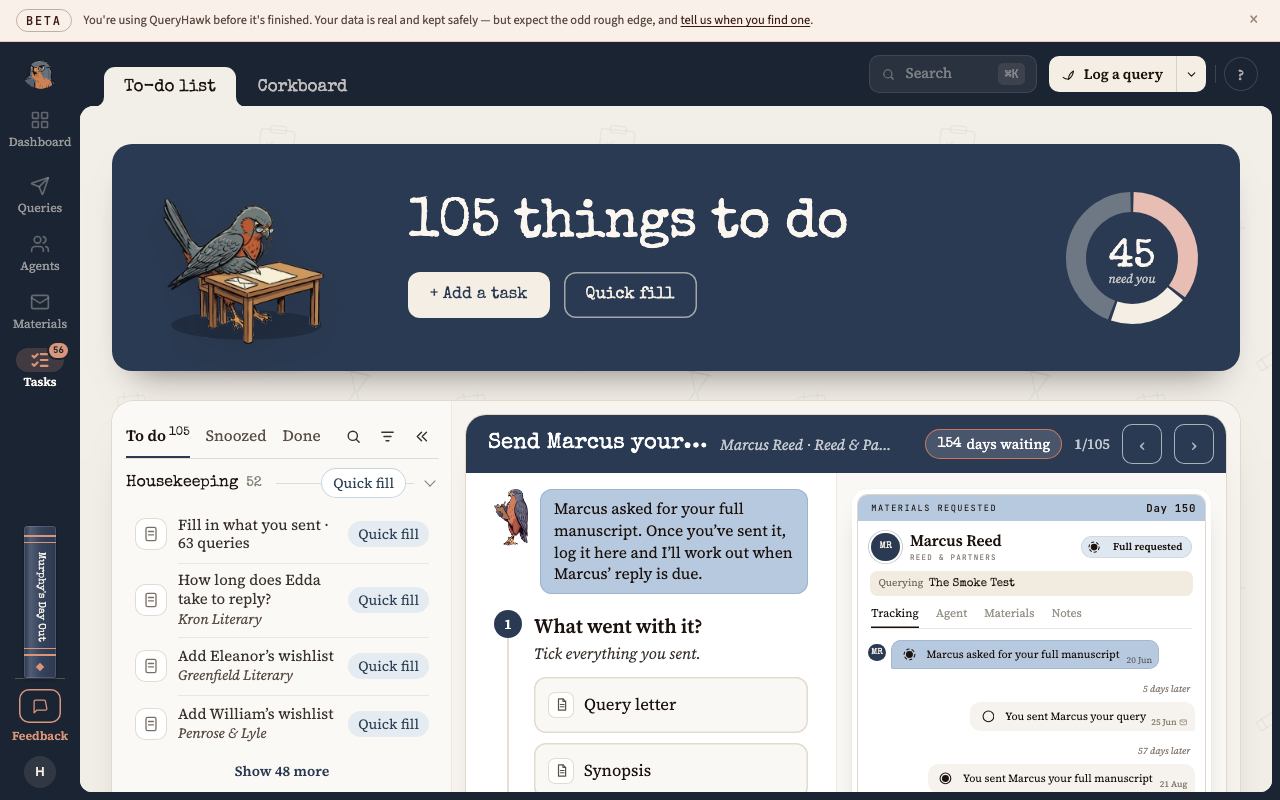 BETA
You're using QueryHawk before it's finished. Your data is real and kept safely — but expect the odd rough edge, and tell us when you find one.
×
To-do list
Corkboard
Search
⌘K
Log a query
?
Dashboard
Queries
Agents
Materials
56
Tasks
Murphy's Day Out
Feedback
H
105 things to do
+ Add a task
Quick fill
45
need you
To do 105
Snoozed
Done
Housekeeping 52
Quick fill
Fill in what you sent ·
63 queries
Quick fill
How long does Edda
take to reply?
Kron Literary
Quick fill
Add Eleanor's wishlist
Greenfield Literary
Quick fill
Add William's wishlist
Penrose & Lyle
Quick fill
Show 48 more
Send Marcus your...
Marcus Reed · Reed & Pa...
154 days waiting
1/105
‹
›
Marcus asked for your full
manuscript. Once you've sent it,
log it here and I'll work out when
Marcus' reply is due.
1
What went with it?
Tick everything you sent.
Query letter
Synopsis
MATERIALS REQUESTED
Day 150
MR
Marcus Reed
REED & PARTNERS
Full requested
Querying The Smoke Test
Tracking
Agent
Materials
Notes
MR
Marcus asked for your full manuscript
20 Jun
5 days later
You sent Marcus your query
25 Jun
57 days later
You sent Marcus your full manuscript
21 Aug